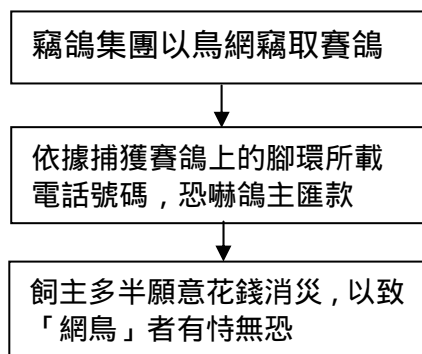 竊鴿集團以鳥網竊取賽鴿
依據捕獲賽鴿上的腳環所載
電話號碼，恐嚇鴿主匯款
飼主多半願意花錢消災，以致
「網鳥」者有恃無恐